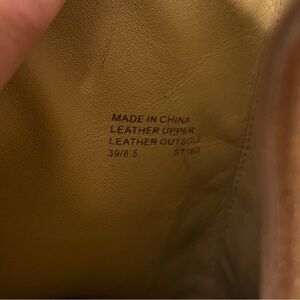 MADE IN CHINA
LEATHER UPPER
LEATHER OUTSOLE
39/8.5